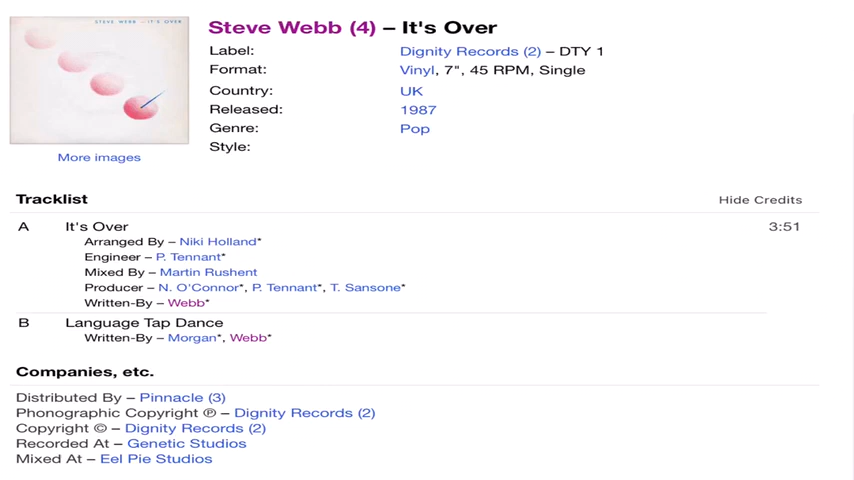 STEVE WEBB — IT'S OVER
Steve Webb (4) – It's Over
Label: Dignity Records (2) – DTY 1
Format: Vinyl, 7", 45 RPM, Single
Country: UK
Released: 1987
Genre: Pop
Style:
More images
Tracklist Hide Credits
A It's Over 3:51
Arranged By – Niki Holland*
Engineer – P. Tennant*
Mixed By – Martin Rushent
Producer – N. O'Connor*, P. Tennant*, T. Sansone*
Written-By – Webb*
B Language Tap Dance
Written-By – Morgan*, Webb*
Companies, etc.
Distributed By – Pinnacle (3)
Phonographic Copyright ℗ – Dignity Records (2)
Copyright © – Dignity Records (2)
Recorded At – Genetic Studios
Mixed At – Eel Pie Studios